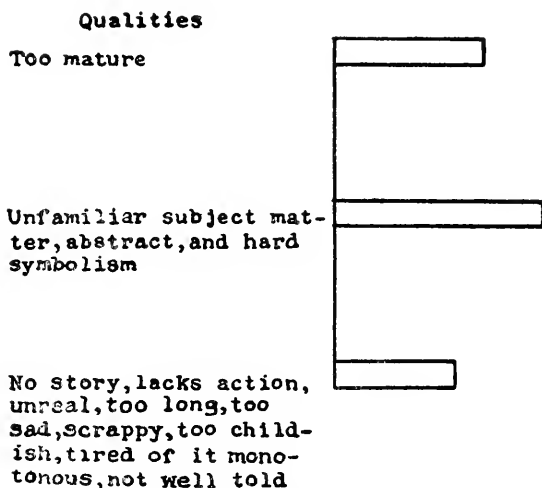 Qualities
Too mature
Unfamiliar subject mat-
ter,abstract,and hard
symbolism
No story,lacks action,
unreal,too long,too
sad,scrappy,too child-
ish,tired of it mono-
tonous,not well told